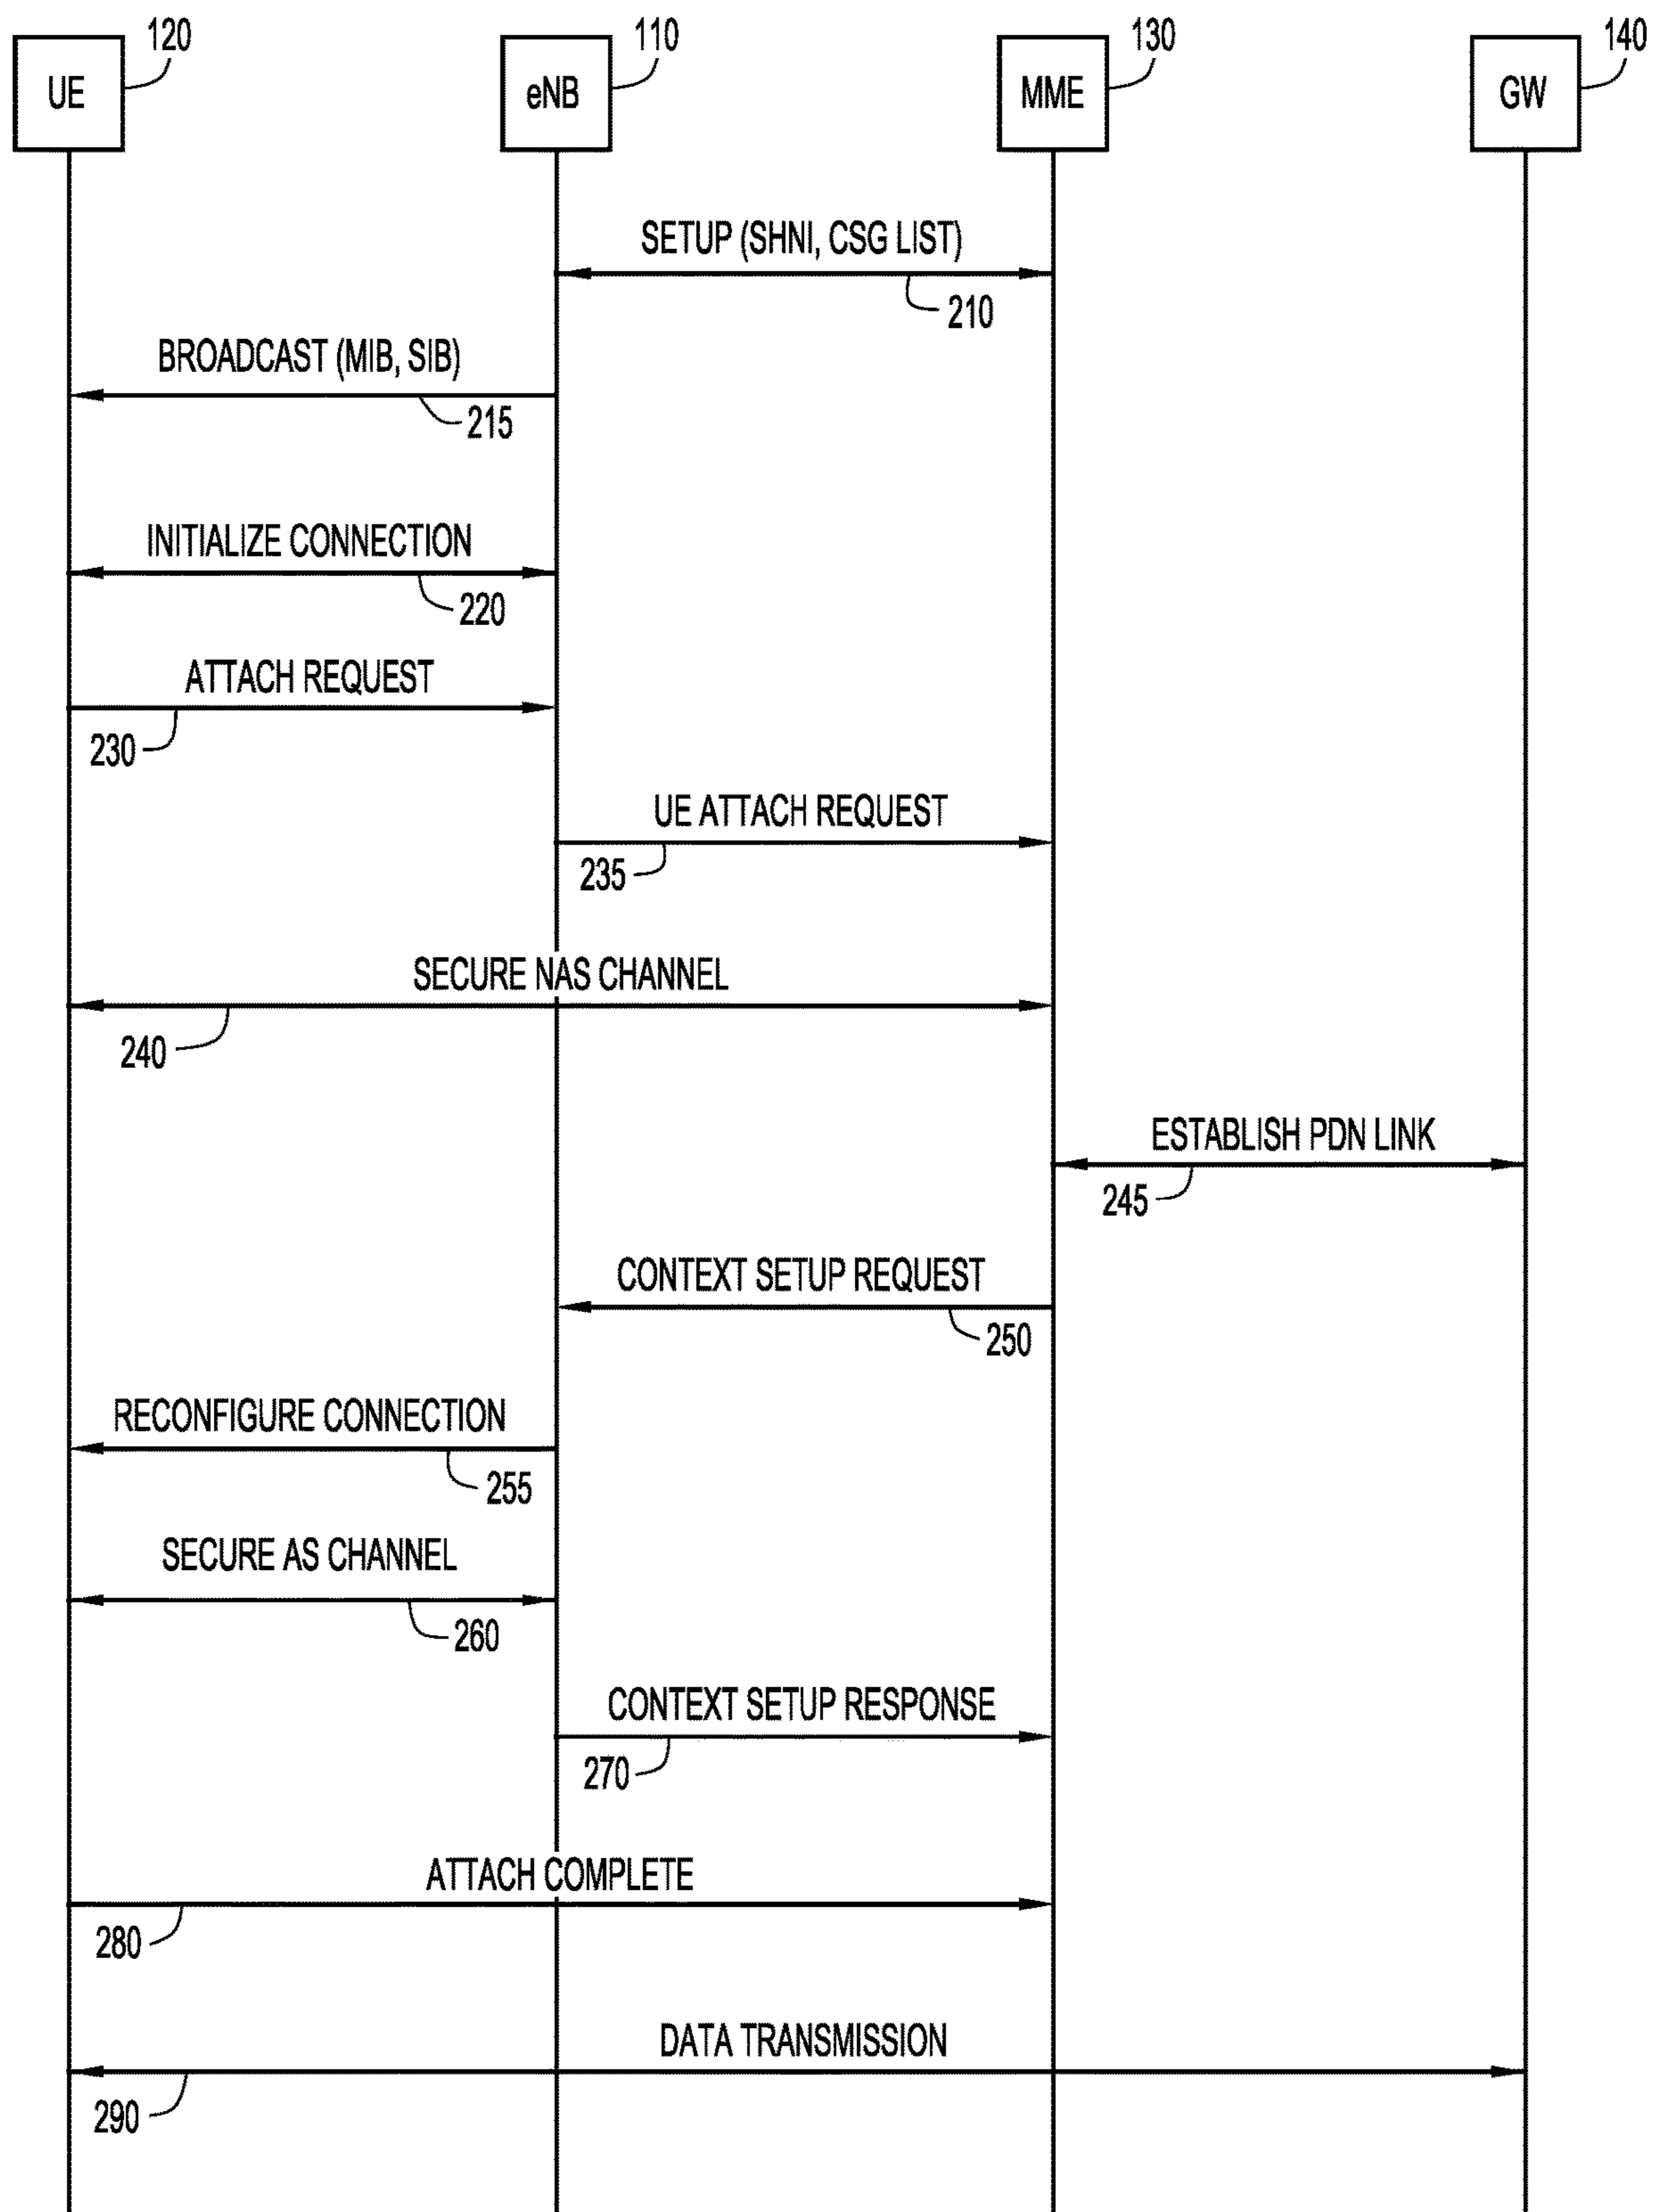 120
110
130
140
UE
eNB
MME
GW
SETUP (SHNI, CSG LIST)
210
BROADCAST (MIB, SIB)
215
INITIALIZE CONNECTION
220
ATTACH REQUEST
230
UE ATTACH REQUEST
235
SECURE NAS CHANNEL
240
ESTABLISH PDN LINK
245
CONTEXT SETUP REQUEST
250
RECONFIGURE CONNECTION
255
SECURE AS CHANNEL
260
CONTEXT SETUP RESPONSE
270
ATTACH COMPLETE
280
DATA TRANSMISSION
290